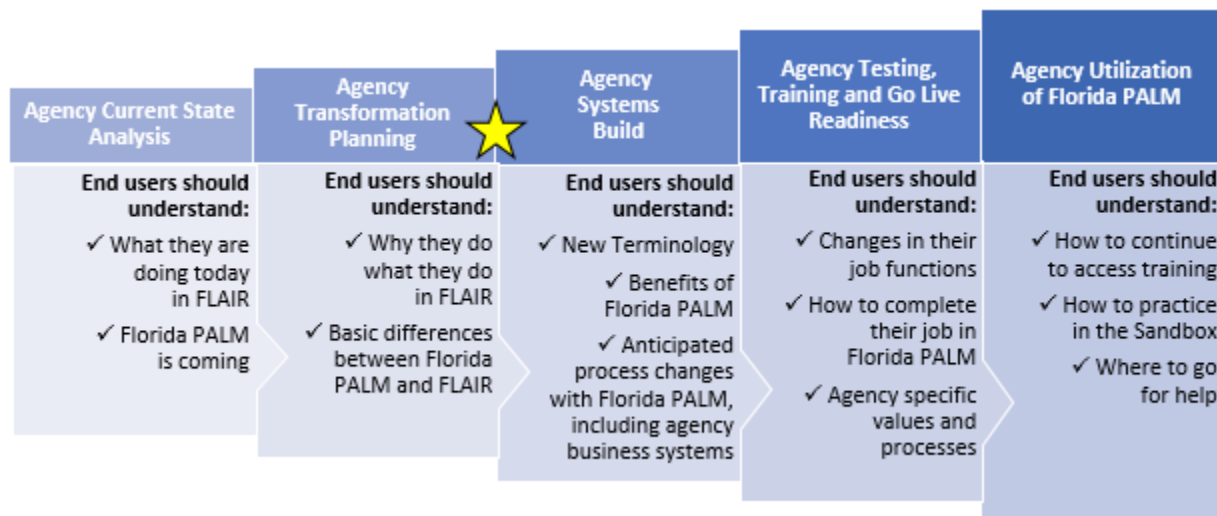 Agency Current State
Analysis
End users should
understand:
✓ What they are
doing today
in FLAIR
✓ Florida PALM
is coming
Agency
Transformation
Planning
End users should
understand:
✓ Why they do
what they do
in FLAIR
✓ Basic differences
between Florida
PALM and FLAIR
Agency
Systems
Build
End users should
understand:
✓ New Terminology
✓ Benefits of
Florida PALM
✓ Anticipated
process changes
with Florida PALM,
including agency
business systems
Agency Testing,
Training and Go Live
Readiness
End users should
understand:
✓ Changes in their
job functions
✓ How to complete
their job in
Florida PALM
✓ Agency specific
values and
processes
Agency Utilization
of Florida PALM
End users should
understand:
✓ How to continue
to access training
✓ How to practice
in the Sandbox
✓ Where to go
for help